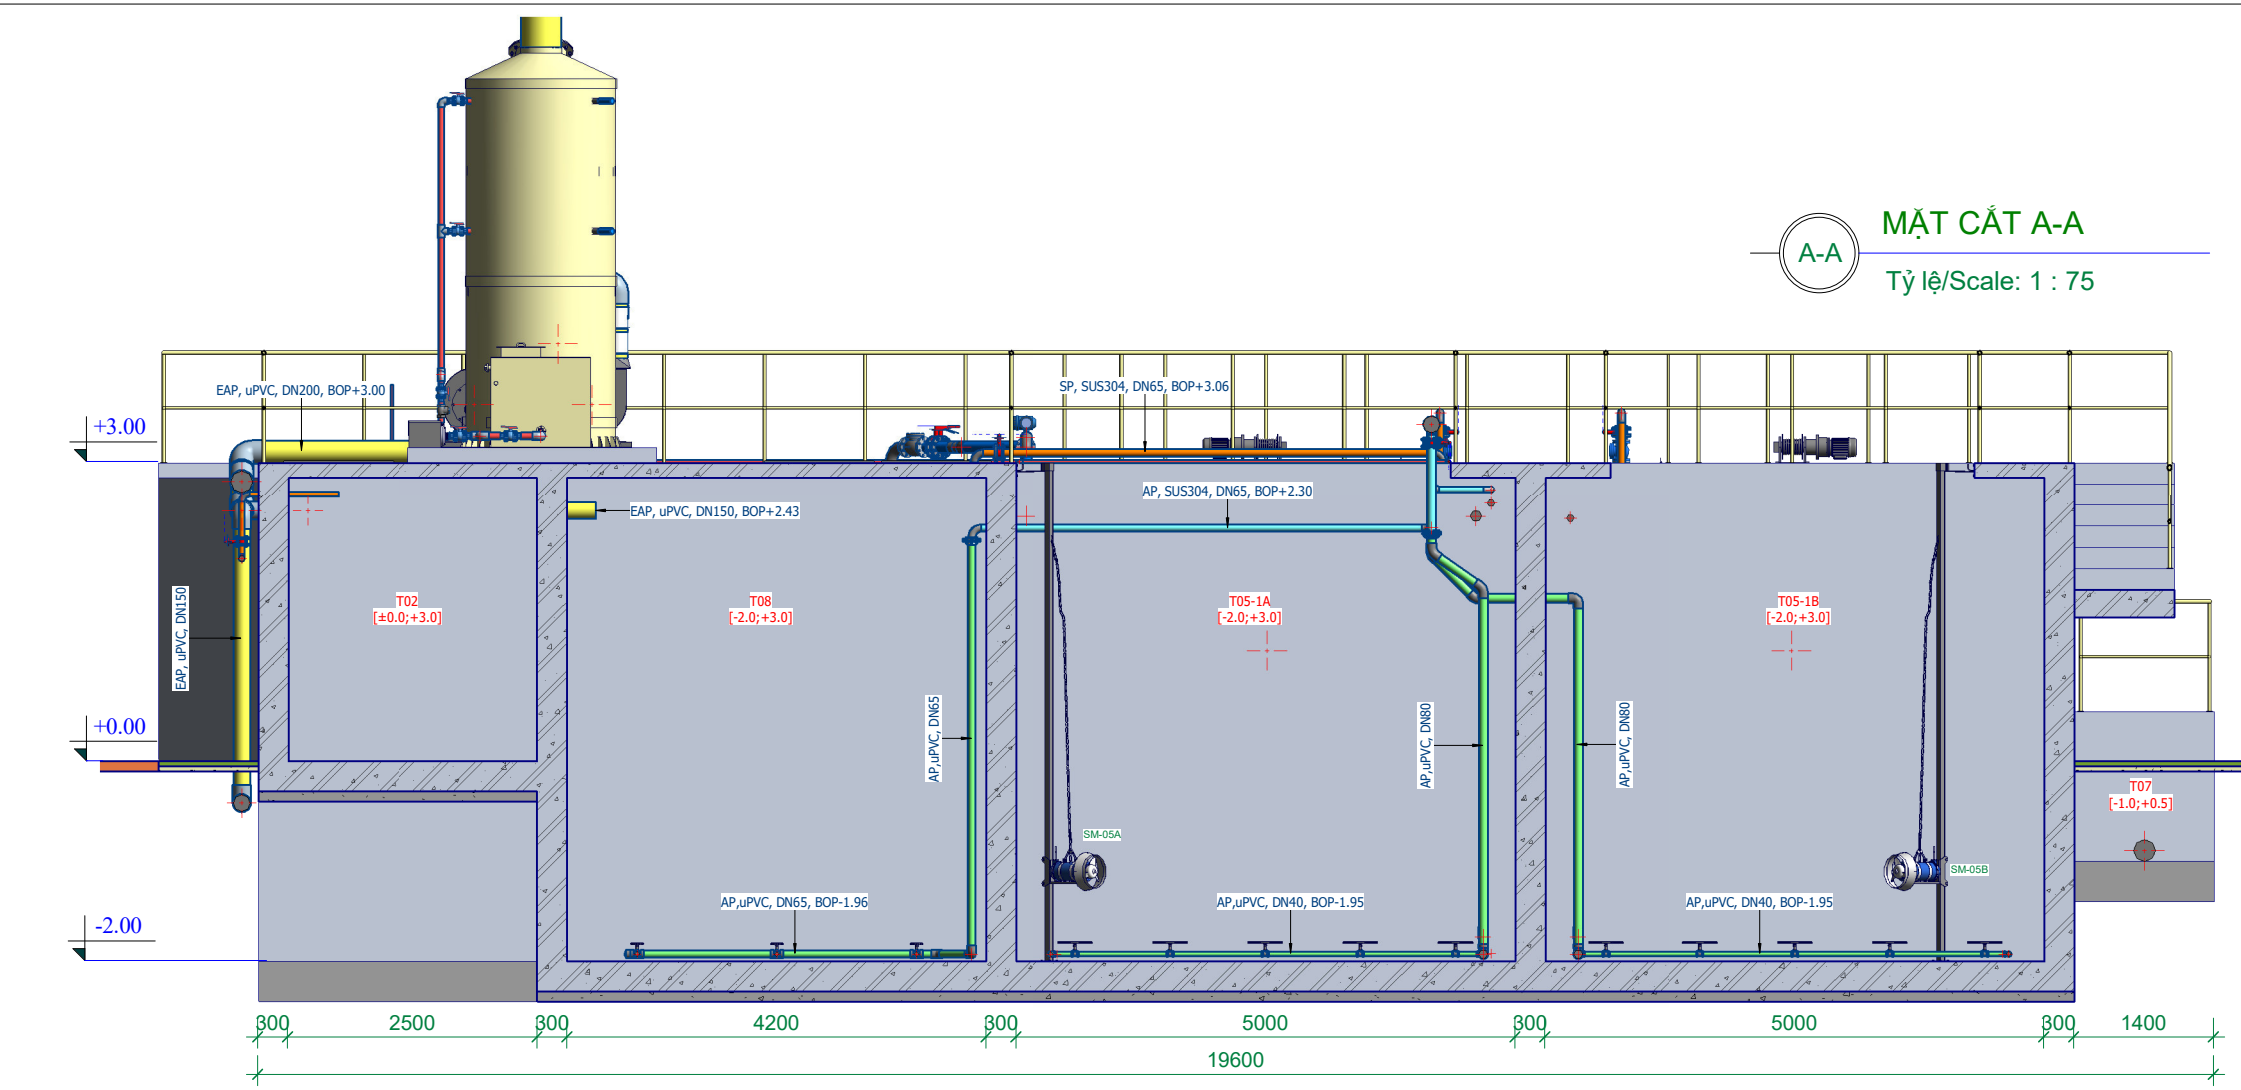 MẶT CẮT A-A
A-A
Tỷ lệ/Scale: 1 : 75
EAP, uPVC, DN200, BOP+3.00
SP, SUS304, DN65, BOP+3.06
+3.00
AP, SUS304, DN65, BOP+2.30
EAP, uPVC, DN150, BOP+2.43
EAP, uPVC, DN150
T02
[±0.0;+3.0]
T08
[-2.0;+3.0]
T05-1A
[-2.0;+3.0]
T05-1B
[-2.0;+3.0]
AP,uPVC, DN65
AP,uPVC, DN80
AP,uPVC, DN80
+0.00
T07
[-1.0;+0.5]
SM-05A
SM-05B
AP,uPVC, DN65, BOP-1.96
AP,uPVC, DN40, BOP-1.95
AP,uPVC, DN40, BOP-1.95
-2.00
300 2500 300 4200 300 5000 300 5000 300 1400
19600